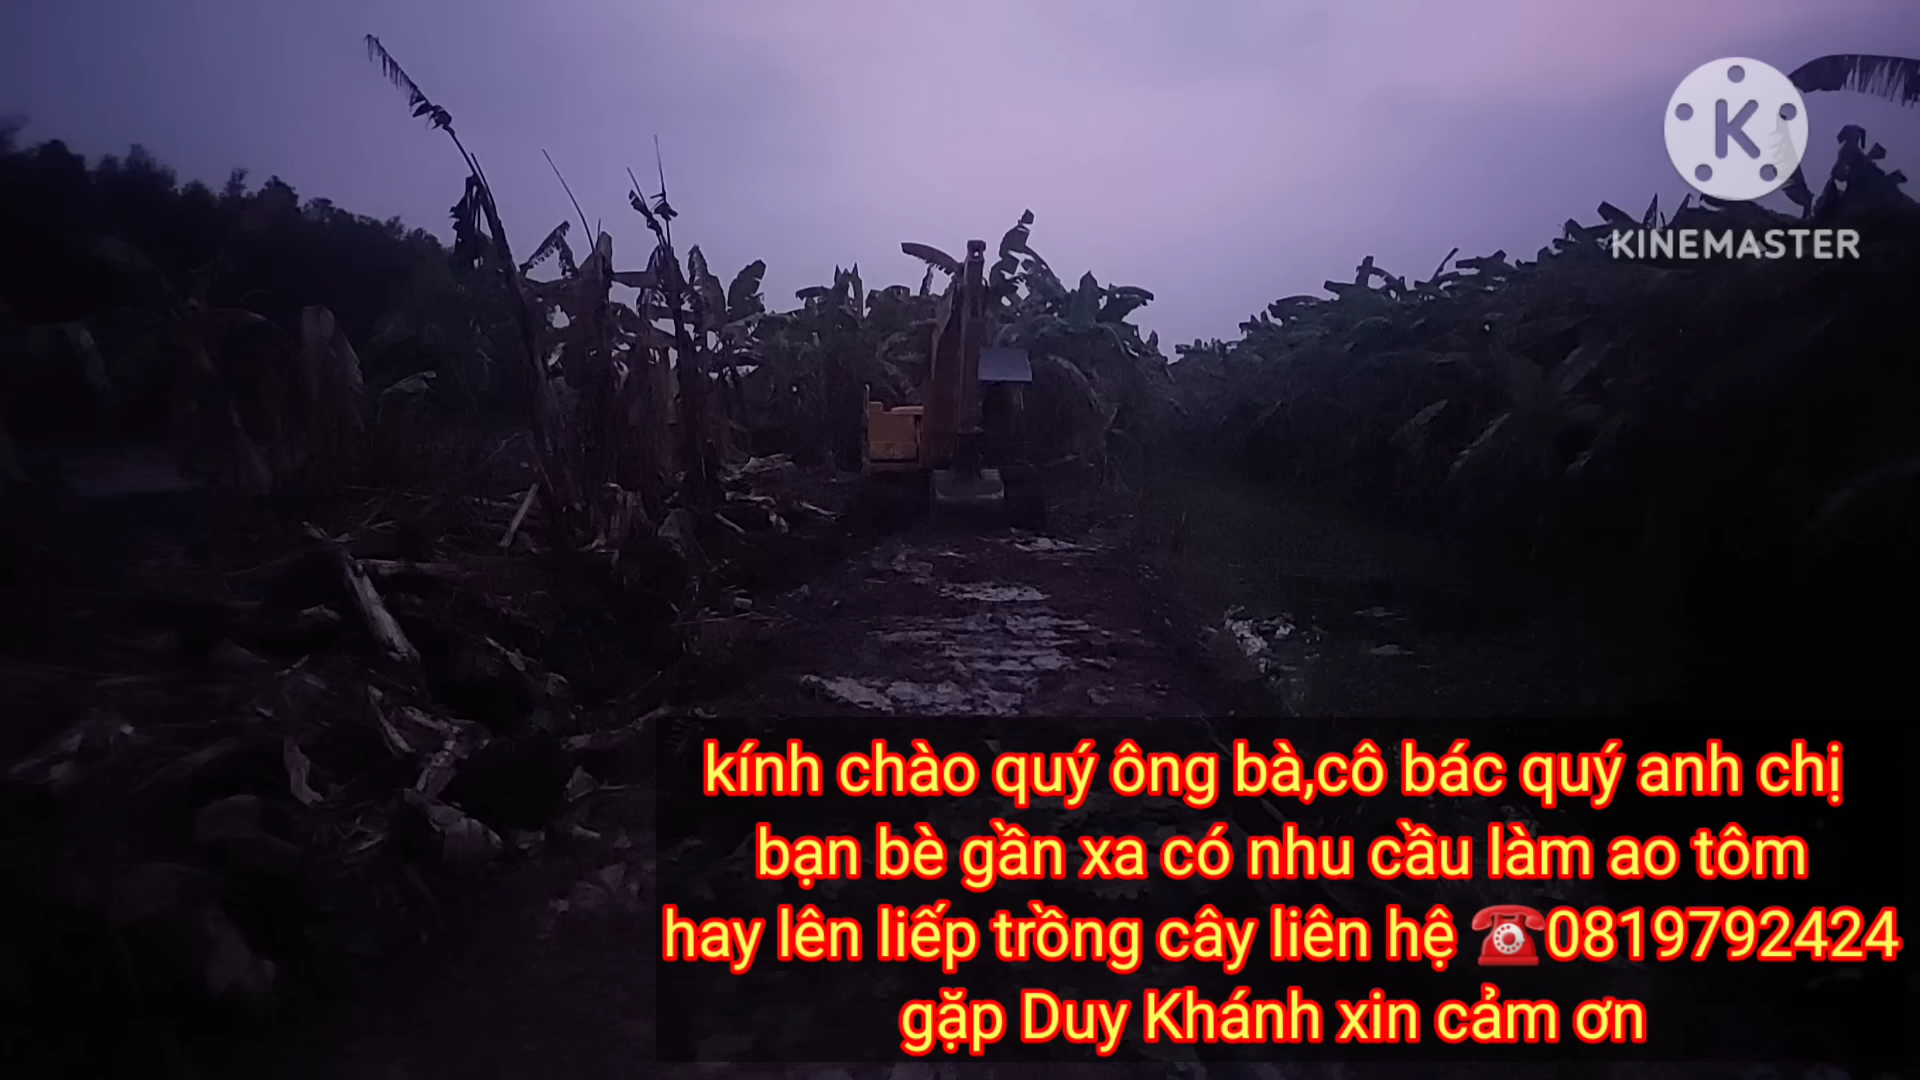 K
KINEMASTER
kính chào quý ông bà,cô bác quý anh chị
bạn bè gần xa có nhu cầu làm ao tôm
hay lên liếp trồng cây liên hệ ☎0819792424
gặp Duy Khánh xin cảm ơn